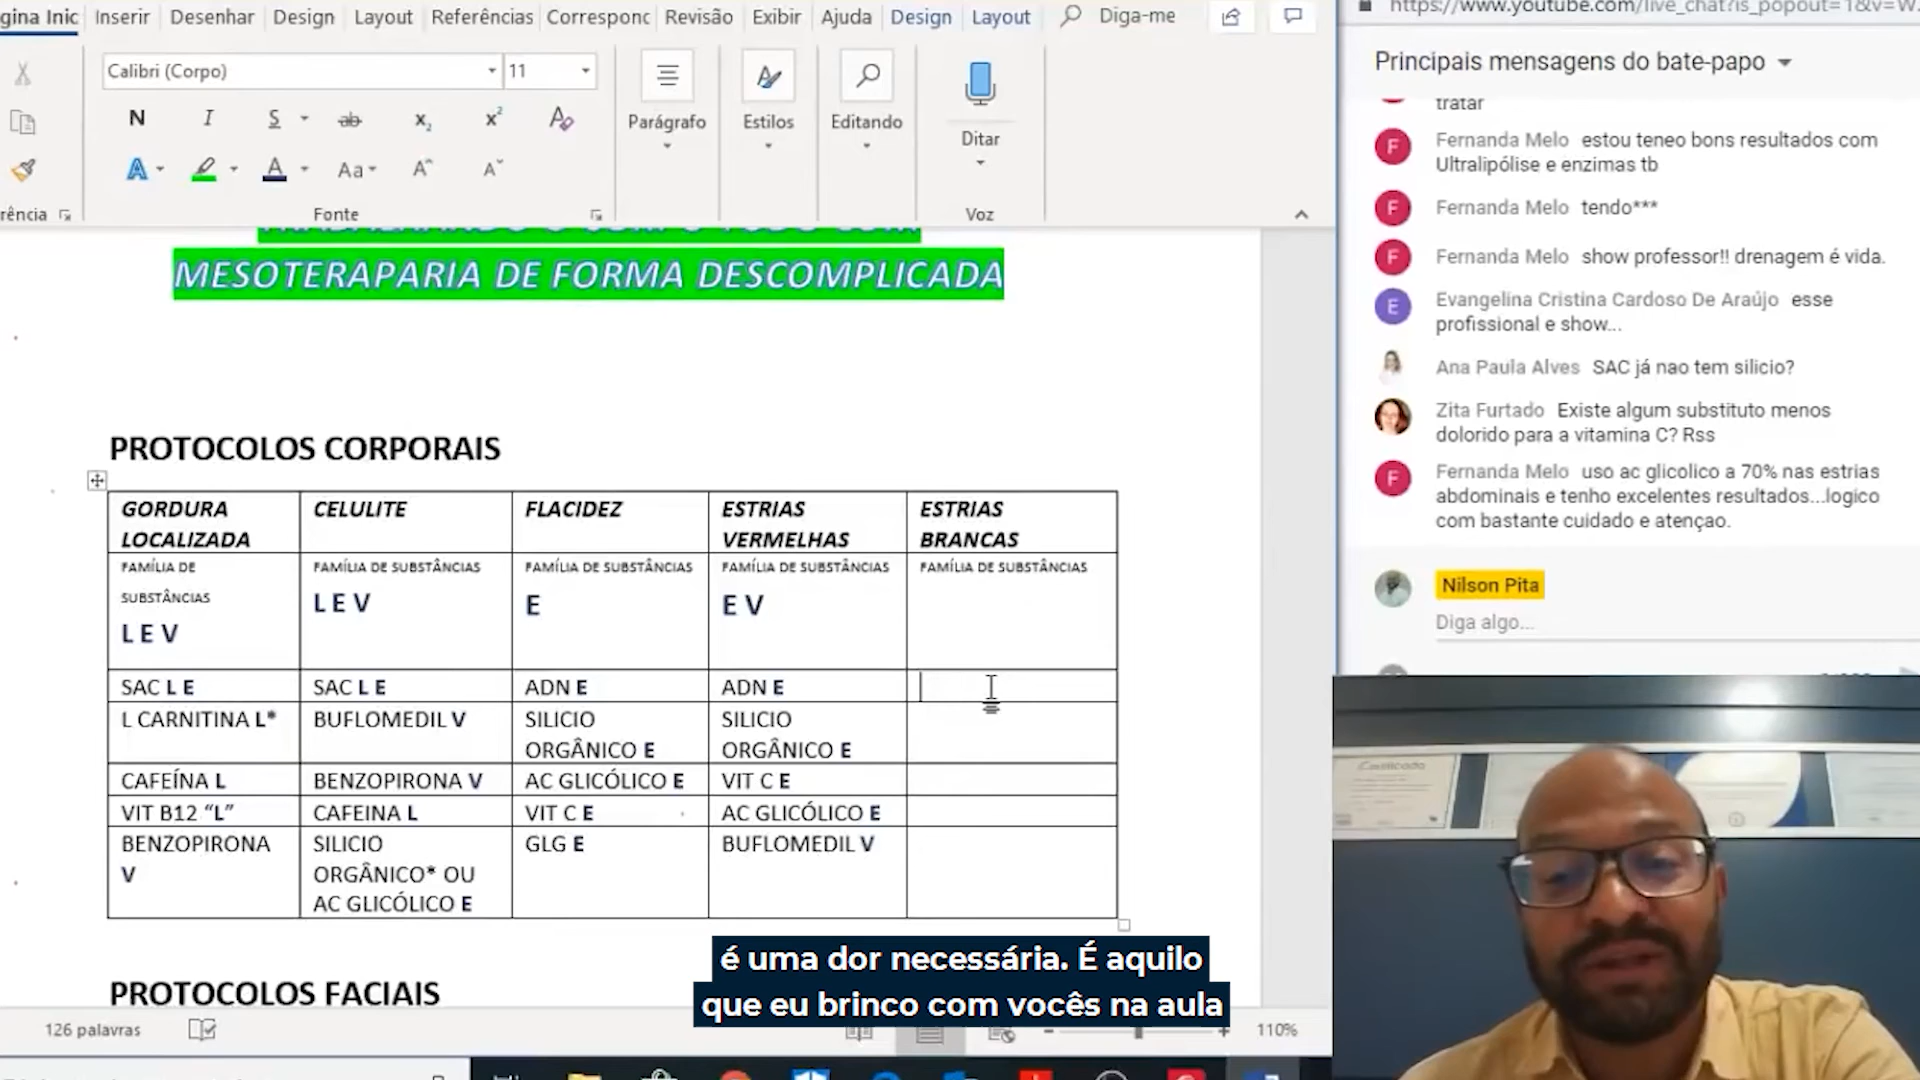 gina Inic Inserir Desenhar Design Layout Referências Corresponc Revisão Exibir Ajuda Design Layout Diga-me
Calibri (Corpo) 11
N I S ab x₂ x² A
A A Aa A^ Aˇ
Parágrafo Estilos Editando Ditar
rência Fonte Voz
MESOTERAPARIA DE FORMA DESCOMPLICADA
PROTOCOLOS CORPORAIS
GORDURA LOCALIZADA CELULITE FLACIDEZ ESTRIAS VERMELHAS ESTRIAS BRANCAS
FAMÍLIA DE SUBSTÂNCIAS FAMÍLIA DE SUBSTÂNCIAS FAMÍLIA DE SUBSTÂNCIAS FAMÍLIA DE SUBSTÂNCIAS FAMÍLIA DE SUBSTÂNCIAS
L E V L E V E E V
SAC L E SAC L E ADN E ADN E
L CARNITINA L* BUFLOMEDIL V SILICIO ORGÂNICO E SILICIO ORGÂNICO E
CAFEÍNA L BENZOPIRONA V AC GLICÓLICO E VIT C E
VIT B12 “L” CAFEINA L VIT C E AC GLICÓLICO E
BENZOPIRONA V SILICIO ORGÂNICO* OU AC GLICÓLICO E GLG E BUFLOMEDIL V
PROTOCOLOS FACIAIS
126 palavras
110%
é uma dor necessária. É aquilo
que eu brinco com vocês na aula
https://www.youtube.com/live_chat?is_popout=1&v=W
Principais mensagens do bate-papo
tratar
F Fernanda Melo estou teneo bons resultados com
Ultralipólise e enzimas tb
F Fernanda Melo tendo***
F Fernanda Melo show professor!! drenagem é vida.
E Evangelina Cristina Cardoso De Araújo esse
profissional e show...
Ana Paula Alves SAC já nao tem silicio?
Zita Furtado Existe algum substituto menos
dolorido para a vitamina C? Rss
F Fernanda Melo uso ac glicolico a 70% nas estrias
abdominais e tenho excelentes resultados...logico
com bastante cuidado e atençao.
Nilson Pita
Diga algo...